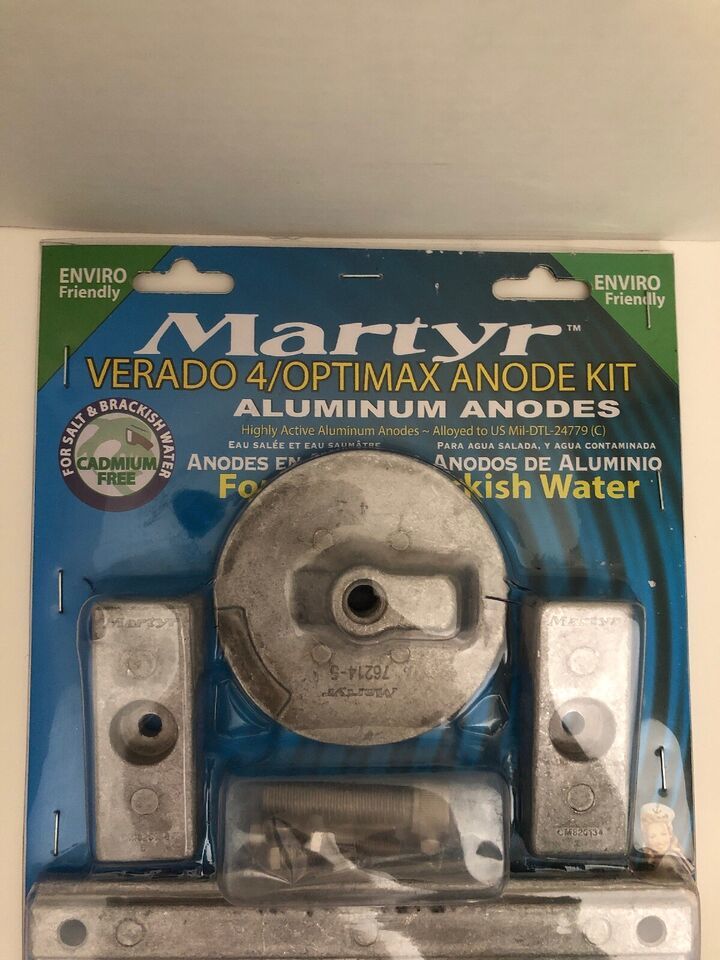 ENVIRO
Friendly
ENVIRO
Friendly
Martyr™
VERADO 4/OPTIMAX ANODE KIT
ALUMINUM ANODES
Highly Active Aluminum Anodes ~ Alloyed to US Mil-DTL-24779 (C)
EAU SALÉE ET EAU SAUMÂTRE
PARA AGUA SALADA, Y AGUA CONTAMINADA
ANODES EN
ANODOS DE ALUMINIO
Water
FOR SALT & BRACKISH WATER
CADMIUM
FREE
Martyr
Martyr
76214-5
Martyr
CM826134